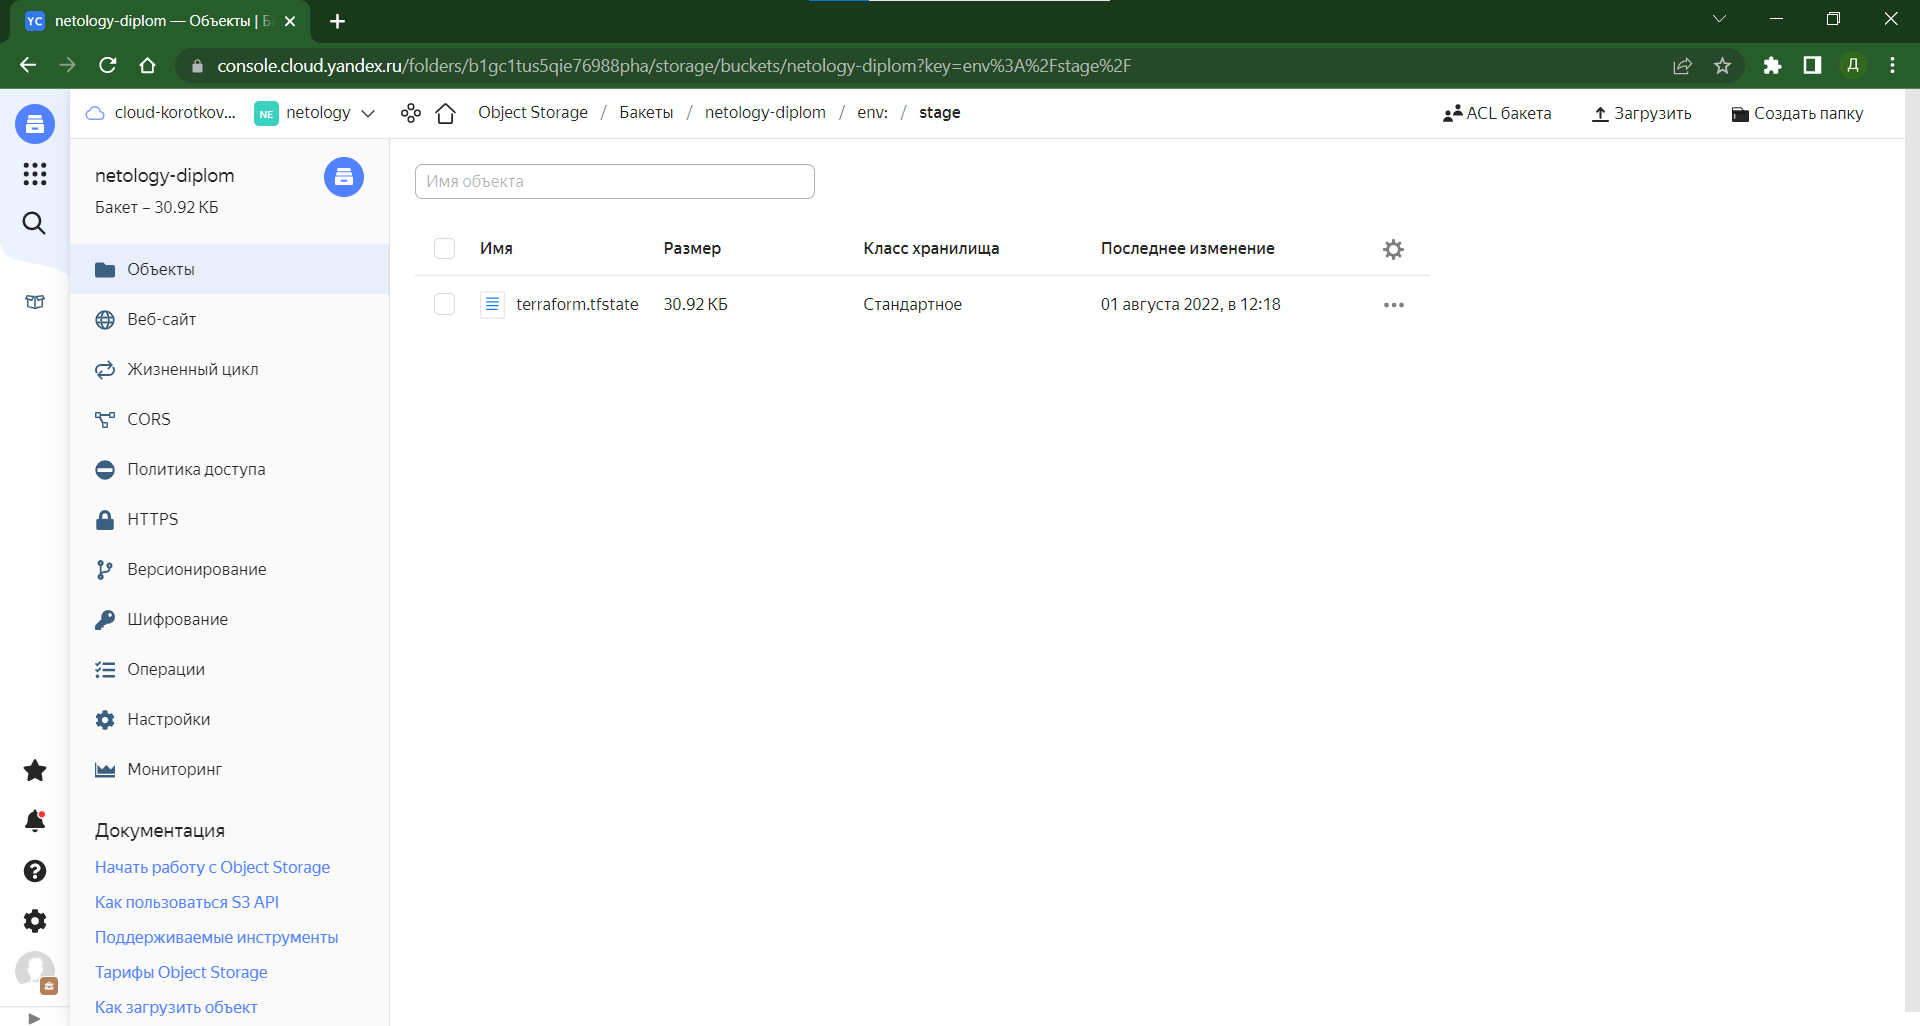 YC netology-diplom — Объекты | Б
console.cloud.yandex.ru/folders/b1gc1tus5qie76988pha/storage/buckets/netology-diplom?key=env%3A%2Fstage%2F
Д
cloud-korotkov... NE netology Object Storage / Бакеты / netology-diplom / env: / stage
ACL бакета Загрузить Создать папку
netology-diplom
Бакет – 30.92 КБ
Объекты
Веб-сайт
Жизненный цикл
CORS
Политика доступа
HTTPS
Версионирование
Шифрование
Операции
Настройки
Мониторинг
Документация
Начать работу с Object Storage
Как пользоваться S3 API
Поддерживаемые инструменты
Тарифы Object Storage
Как загрузить объект
Имя объекта
Имя Размер Класс хранилища Последнее изменение
terraform.tfstate 30.92 КБ Стандартное 01 августа 2022, в 12:18